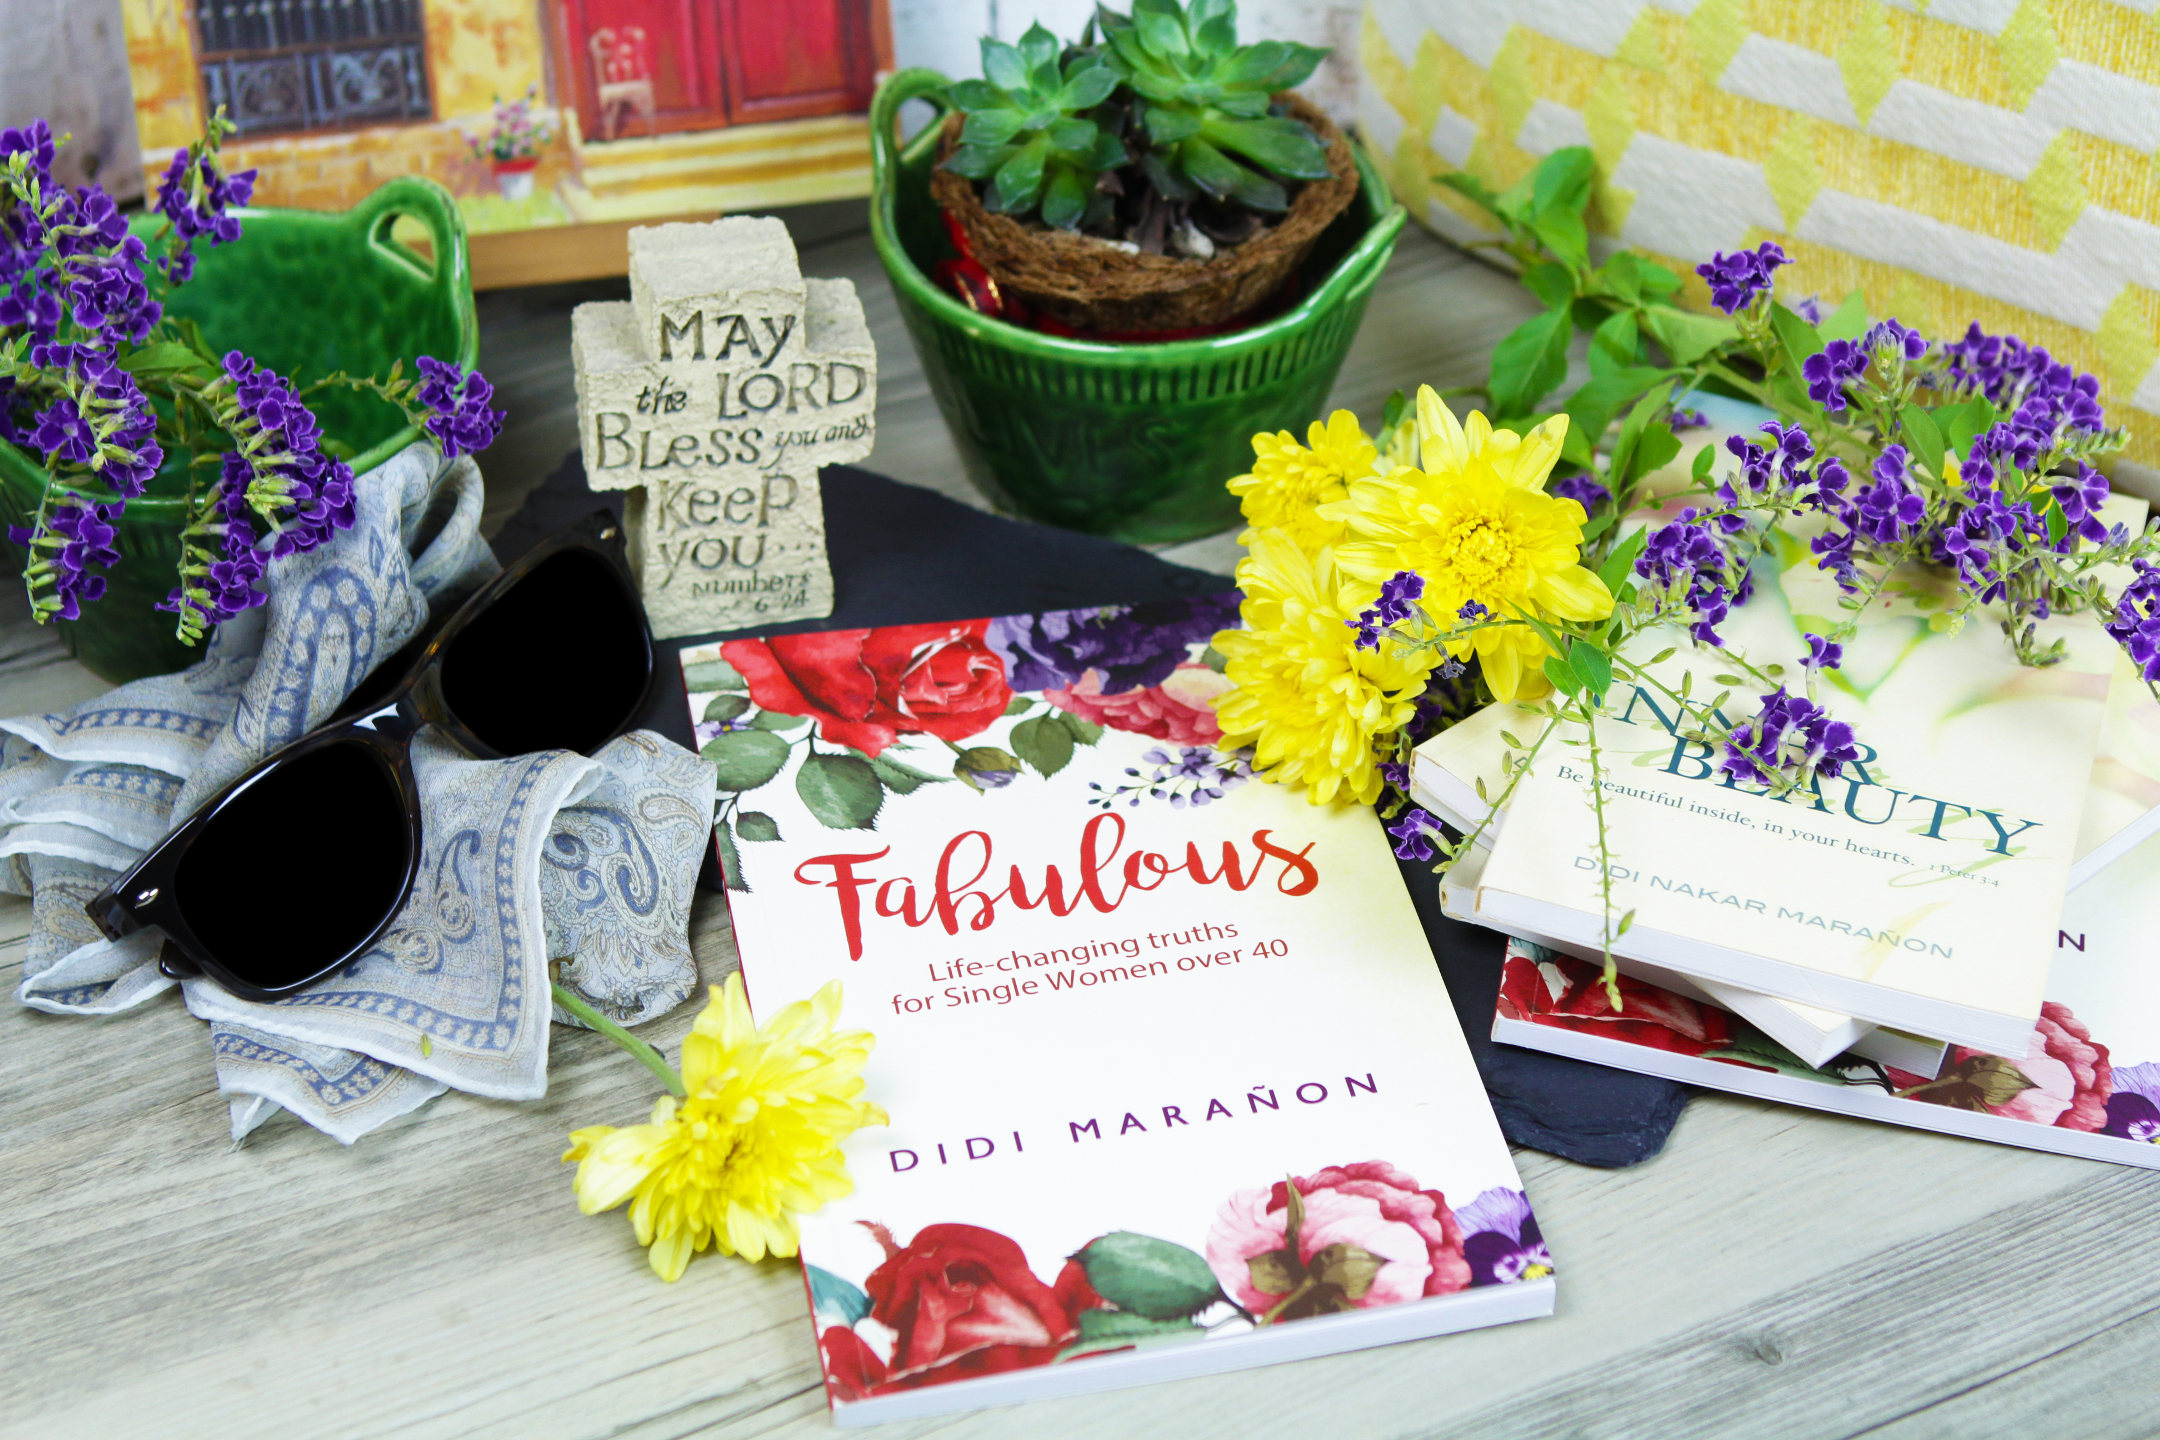 MAY
the LORD
BLess you and
Keep
YOU...
Numbers
6 24
Fabulous
Life-changing truths
for Single Women over 40
DIDI MARAÑON
NNER
BEAUTY
Be beautiful inside, in your hearts. 1 Peter 3:4
DIDI NAKAR MARAÑON
N